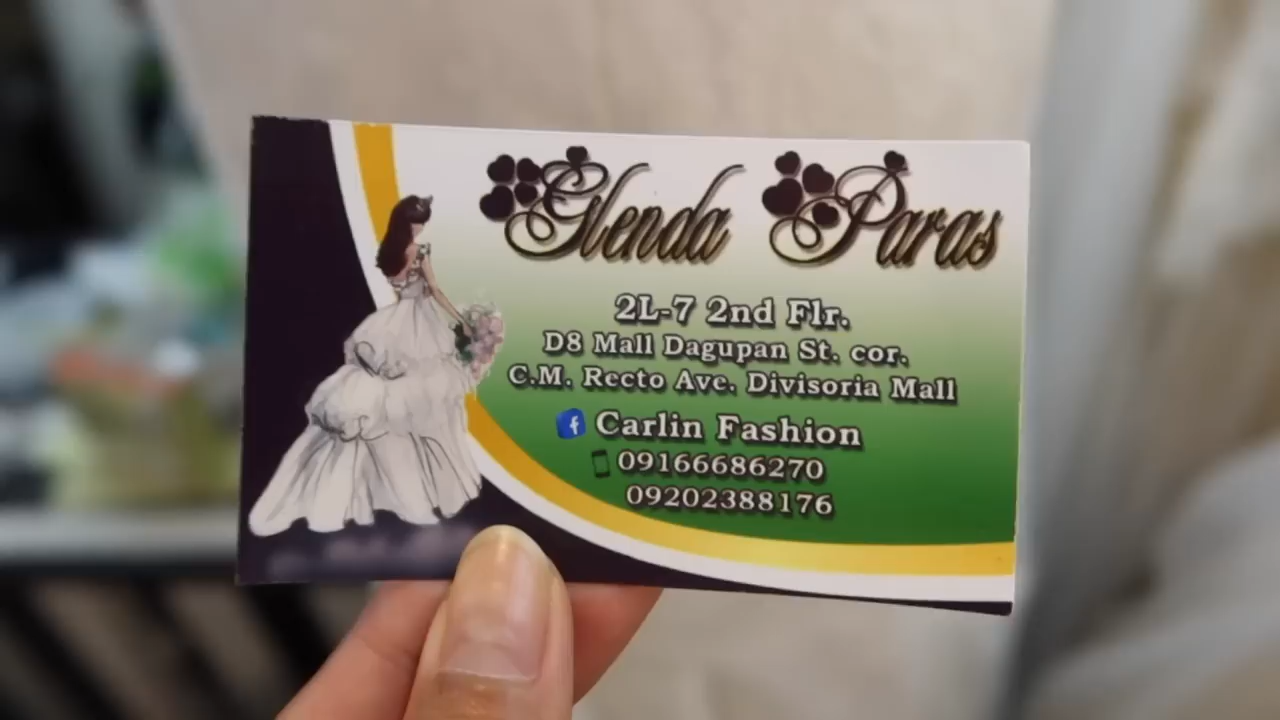 Glenda Paras
2L-7 2nd Flr.
D8 Mall Dagupan St. cor.
C.M. Recto Ave. Divisoria Mall
f Carlin Fashion
09166686270
09202388176